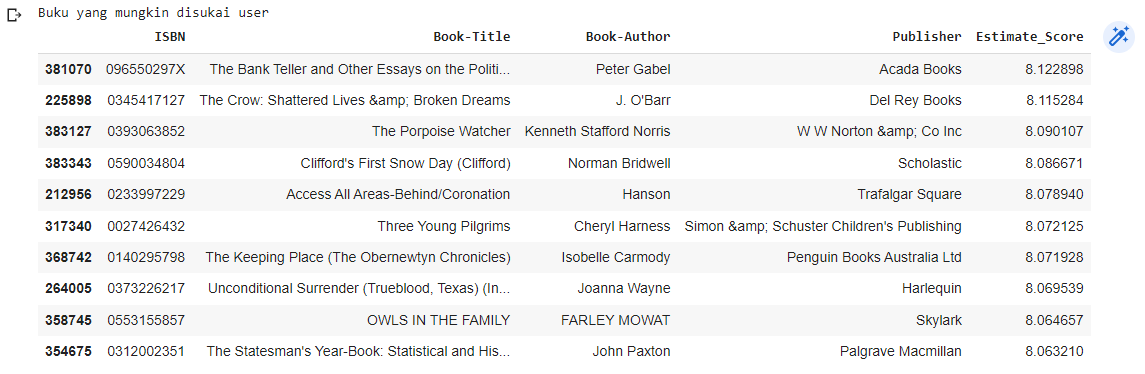 Buku yang mungkin disukai user
ISBN Book-Title Book-Author Publisher Estimate_Score
381070 096550297X The Bank Teller and Other Essays on the Politi... Peter Gabel Acada Books 8.122898
225898 0345417127 The Crow: Shattered Lives &amp; Broken Dreams J. O'Barr Del Rey Books 8.115284
383127 0393063852 The Porpoise Watcher Kenneth Stafford Norris W W Norton &amp; Co Inc 8.090107
383343 0590034804 Clifford's First Snow Day (Clifford) Norman Bridwell Scholastic 8.086671
212956 0233997229 Access All Areas-Behind/Coronation Hanson Trafalgar Square 8.078940
317340 0027426432 Three Young Pilgrims Cheryl Harness Simon &amp; Schuster Children's Publishing 8.072125
368742 0140295798 The Keeping Place (The Obernewtyn Chronicles) Isobelle Carmody Penguin Books Australia Ltd 8.071928
264005 0373226217 Unconditional Surrender (Trueblood, Texas) (In... Joanna Wayne Harlequin 8.069539
358745 0553155857 OWLS IN THE FAMILY FARLEY MOWAT Skylark 8.064657
354675 0312002351 The Statesman's Year-Book: Statistical and His... John Paxton Palgrave Macmillan 8.063210